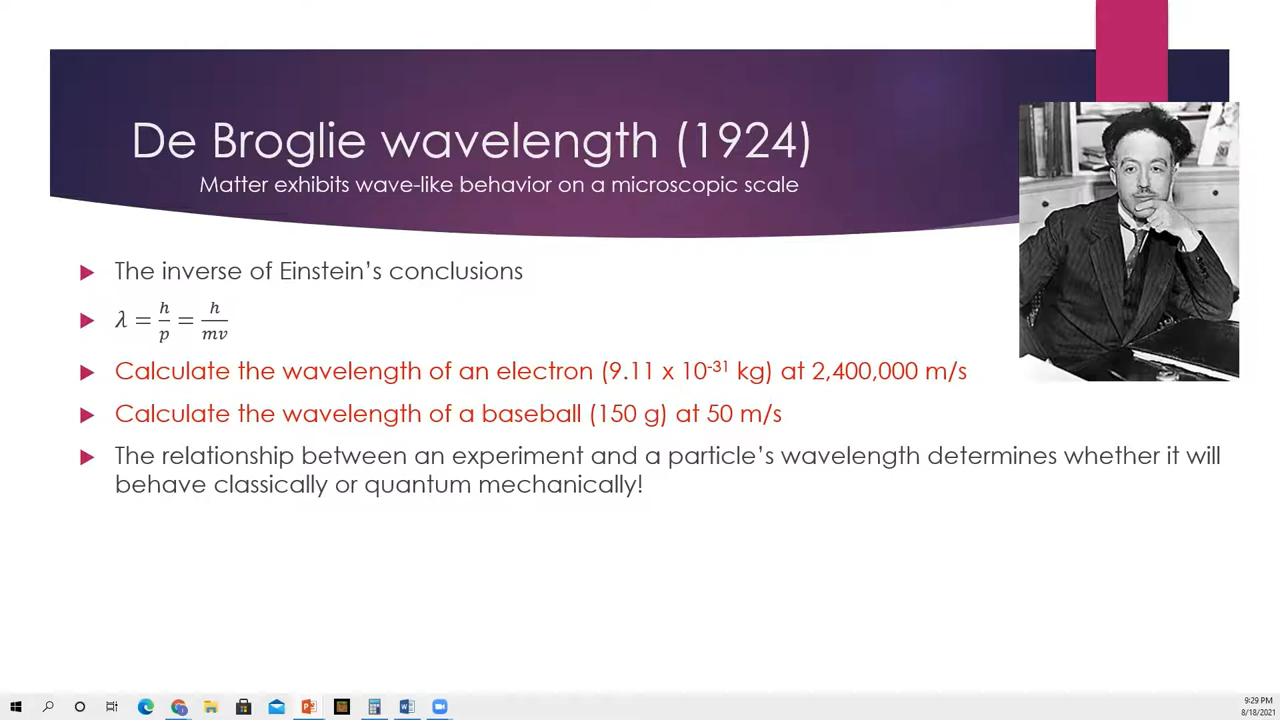 De Broglie wavelength (1924)
Matter exhibits wave-like behavior on a microscopic scale
The inverse of Einstein's conclusions
λ = h/p = h/mv
Calculate the wavelength of an electron (9.11 x 10⁻³¹ kg) at 2,400,000 m/s
Calculate the wavelength of a baseball (150 g) at 50 m/s
The relationship between an experiment and a particle's wavelength determines whether it will
behave classically or quantum mechanically!
9:29 PM
8/18/2021